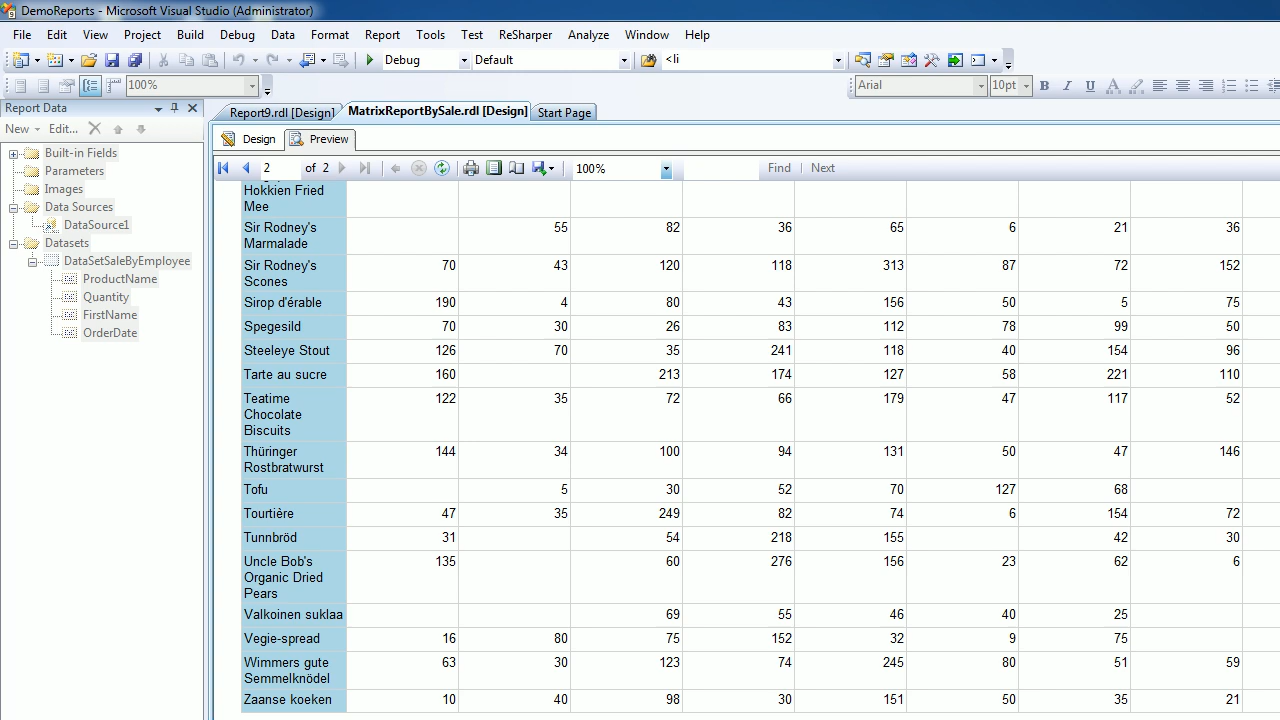 DemoReports - Microsoft Visual Studio (Administrator)
File Edit View Project Build Debug Data Format Report Tools Test ReSharper Analyze Window Help
Debug Default <li
100% Arial 10pt B I U A
Report Data
New Edit...
Built-in Fields
Parameters
Images
Data Sources
DataSource1
Datasets
DataSetSaleByEmployee
ProductName
Quantity
FirstName
OrderDate
Report9.rdl [Design] MatrixReportBySale.rdl [Design] Start Page
Design Preview
2 of 2 100% Find Next
Hokkien Fried
Mee
Sir Rodney's
Marmalade
55 82 36 65 6 21 36
Sir Rodney's
Scones
70 43 120 118 313 87 72 152
Sirop d'érable 190 4 80 43 156 50 5 75
Spegesild 70 30 26 83 112 78 99 50
Steeleye Stout 126 70 35 241 118 40 154 96
Tarte au sucre 160 213 174 127 58 221 110
Teatime
Chocolate
Biscuits
122 35 72 66 179 47 117 52
Thüringer
Rostbratwurst
144 34 100 94 131 50 47 146
Tofu 5 30 52 70 127 68
Tourtière 47 35 249 82 74 6 154 72
Tunnbröd 31 54 218 155 42 30
Uncle Bob's
Organic Dried
Pears
135 60 276 156 23 62 6
Valkoinen suklaa 69 55 46 40 25
Vegie-spread 16 80 75 152 32 9 75
Wimmers gute
Semmelknödel
63 30 123 74 245 80 51 59
Zaanse koeken 10 40 98 30 151 50 35 21